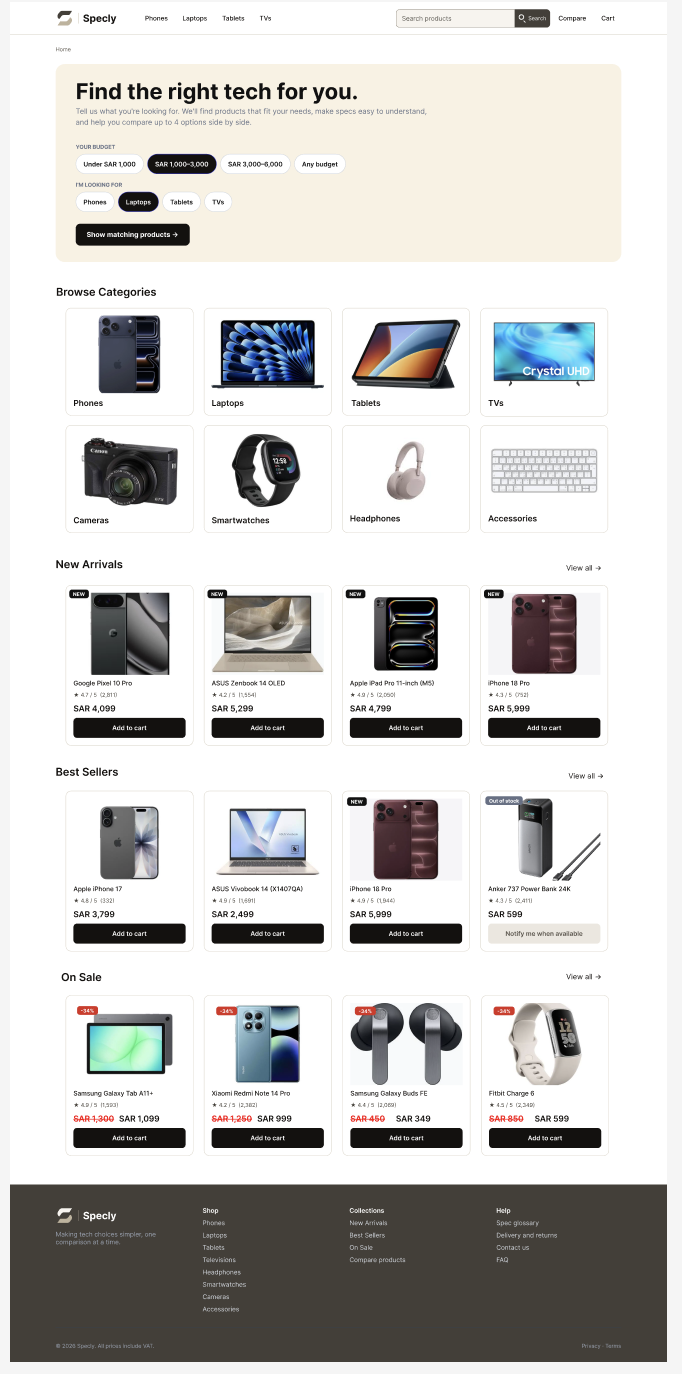 Specly
Phones Laptops Tablets TVs
Search products
Search
Compare Cart
Home
Find the right tech for you.
Tell us what you're looking for. We'll find products that fit your needs, make specs easy to understand,
and help you compare up to 4 options side by side.
YOUR BUDGET
Under SAR 1,000 SAR 1,000–3,000 SAR 3,000–6,000 Any budget
I'M LOOKING FOR
Phones Laptops Tablets TVs
Show matching products →
Browse Categories
Crystal UHD
Phones Laptops Tablets TVs
Canon
12:58
Cameras Smartwatches Headphones Accessories
New Arrivals
View all →
NEW NEW NEW NEW
Google Pixel 10 Pro ASUS Zenbook 14 OLED Apple iPad Pro 11-inch (M5) iPhone 18 Pro
★ 4.7 / 5 (2,811) ★ 4.2 / 5 (1,554) ★ 4.9 / 5 (2,050) ★ 4.3 / 5 (752)
SAR 4,099 SAR 5,299 SAR 4,799 SAR 5,999
Add to cart Add to cart Add to cart Add to cart
Best Sellers
View all →
NEW Out of stock
Apple iPhone 17 ASUS Vivobook 14 (X1407QA) iPhone 18 Pro Anker 737 Power Bank 24K
★ 4.8 / 5 (332) ★ 4.9 / 5 (1,691) ★ 4.9 / 5 (1,944) ★ 4.3 / 5 (2,411)
SAR 3,799 SAR 2,499 SAR 5,999 SAR 599
Add to cart Add to cart Add to cart Notify me when available
On Sale
View all →
-34% -34% -34% -34%
Samsung Galaxy Tab A11+ Xiaomi Redmi Note 14 Pro Samsung Galaxy Buds FE Fitbit Charge 6
★ 4.9 / 5 (1,593) ★ 4.2 / 5 (2,382) ★ 4.4 / 5 (2,069) ★ 4.5 / 5 (2,349)
SAR 1,300 SAR 1,099 SAR 1,250 SAR 999 SAR 450 SAR 349 SAR 850 SAR 599
Add to cart Add to cart Add to cart Add to cart
Specly
Making tech choices simpler, one
comparison at a time.
Shop
Phones
Laptops
Tablets
Televisions
Headphones
Smartwatches
Cameras
Accessories
Collections
New Arrivals
Best Sellers
On Sale
Compare products
Help
Spec glossary
Delivery and returns
Contact us
FAQ
© 2026 Specly. All prices include VAT.
Privacy · Terms